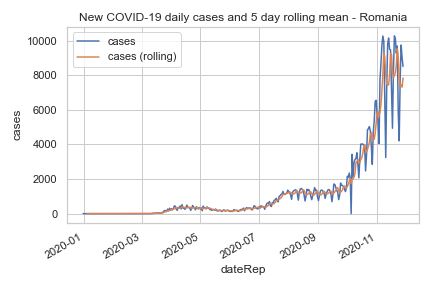 New COVID-19 daily cases and 5 day rolling mean - Romania
cases
cases (rolling)
10000
8000
6000
4000
2000
0
cases
2020-01
2020-03
2020-05
2020-07
2020-09
2020-11
dateRep